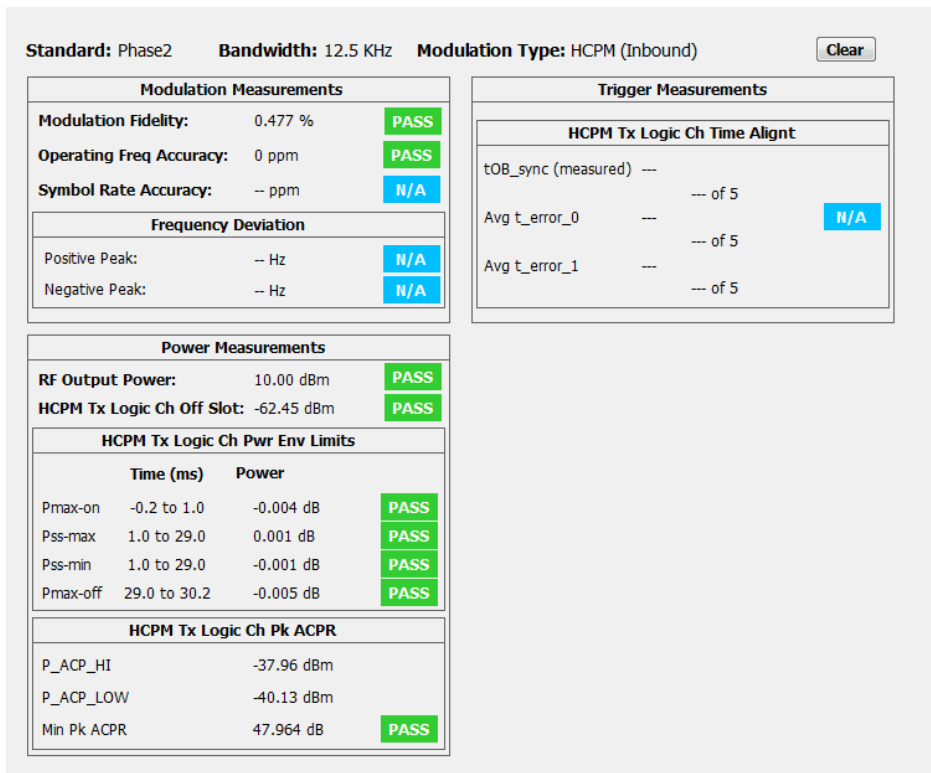 Standard: Phase2 Bandwidth: 12.5 KHz Modulation Type: HCPM (Inbound) Clear
Modulation Measurements
Modulation Fidelity: 0.477 % PASS
Operating Freq Accuracy: 0 ppm PASS
Symbol Rate Accuracy: -- ppm N/A
Frequency Deviation
Positive Peak: -- Hz N/A
Negative Peak: -- Hz N/A
Trigger Measurements
HCPM Tx Logic Ch Time Alignt
tOB_sync (measured) ---
--- of 5
Avg t_error_0 --- N/A
--- of 5
Avg t_error_1 ---
--- of 5
Power Measurements
RF Output Power: 10.00 dBm PASS
HCPM Tx Logic Ch Off Slot: -62.45 dBm PASS
HCPM Tx Logic Ch Pwr Env Limits
Time (ms) Power
Pmax-on -0.2 to 1.0 -0.004 dB PASS
Pss-max 1.0 to 29.0 0.001 dB PASS
Pss-min 1.0 to 29.0 -0.001 dB PASS
Pmax-off 29.0 to 30.2 -0.005 dB PASS
HCPM Tx Logic Ch Pk ACPR
P_ACP_HI -37.96 dBm
P_ACP_LOW -40.13 dBm
Min Pk ACPR 47.964 dB PASS